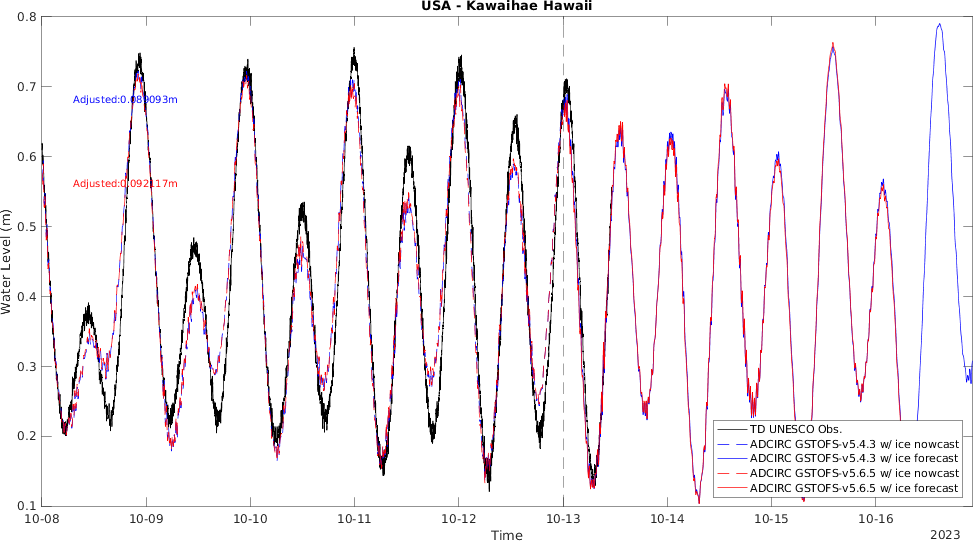 USA - Kawaihae Hawaii
0.8
0.7
0.6
0.5
0.4
0.3
0.2
0.1
Water Level (m)
Adjusted:0.089093m
Adjusted:0.092117m
TD UNESCO Obs.
ADCIRC GSTOFS-v5.4.3 w/ ice nowcast
ADCIRC GSTOFS-v5.4.3 w/ ice forecast
ADCIRC GSTOFS-v5.6.5 w/ ice nowcast
ADCIRC GSTOFS-v5.6.5 w/ ice forecast
10-08 10-09 10-10 10-11 10-12 10-13 10-14 10-15 10-16
Time
2023